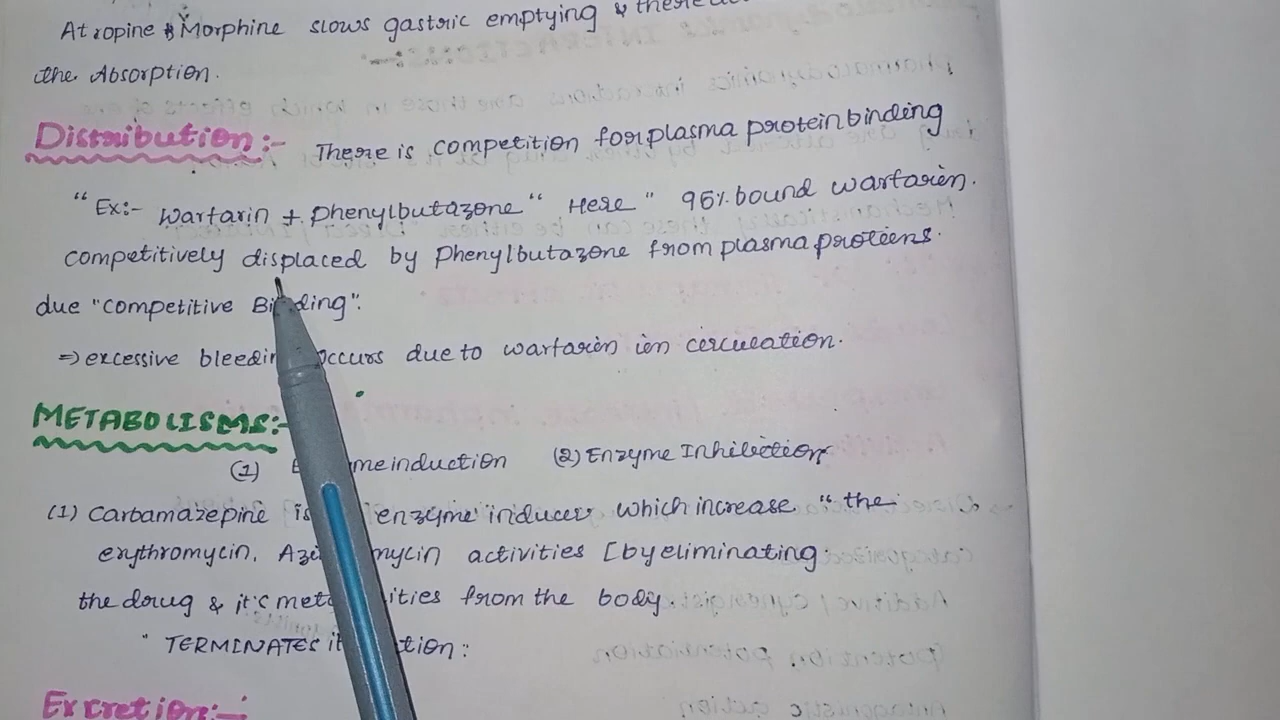 Atropine & Morphine slows gastric emptying &
the Absorption.
Distribution:- There is competition for plasma protein binding
"Ex:- Warfarin + Phenylbutazone" Here" 96% bound warfarin.
competitively displaced by Phenylbutazone from plasma proteins.
due "competitive Binding".
⇒ excessive bleeding occurs due to warfarin in circulation.
METABOLISMS:-
(1) Enzyme induction (2) Enzyme Inhibition
(1) Carbamazepine is enzyme inducer which increase "the
erythromycin, Azithromycin activities [by eliminating
the drug & it's from the body.
" TERMINATES action:
Excretion:-